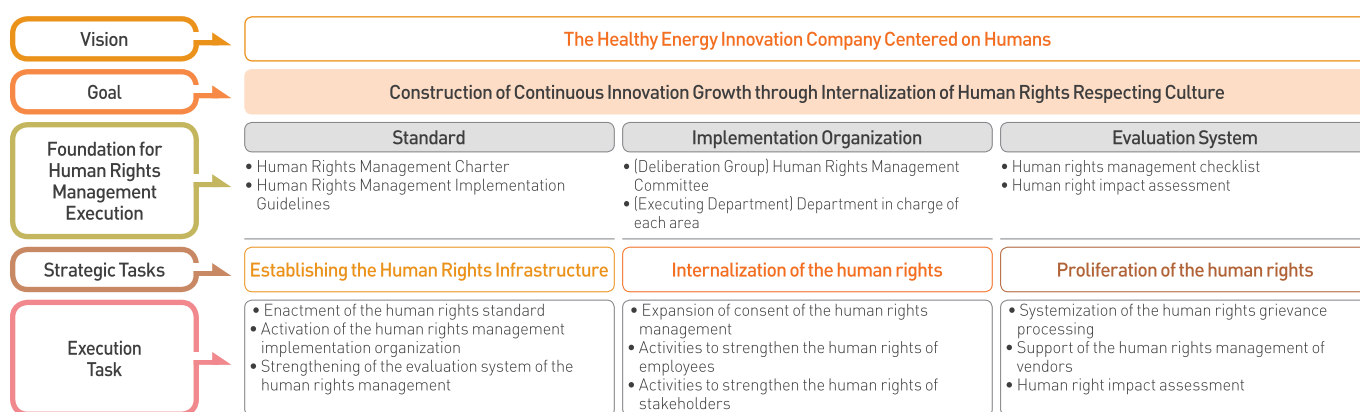 Vision
The Healthy Energy Innovation Company Centered on Humans
Goal
Construction of Continuous Innovation Growth through Internalization of Human Rights Respecting Culture
Foundation for
Human Rights
Management
Execution
Standard
• Human Rights Management Charter
• Human Rights Management Implementation
Guidelines
Implementation Organization
• (Deliberation Group) Human Rights Management
Committee
• (Executing Department) Department in charge of
each area
Evaluation System
• Human rights management checklist
• Human right impact assessment
Strategic Tasks
Establishing the Human Rights Infrastructure
Internalization of the human rights
Proliferation of the human rights
Execution
Task
• Enactment of the human rights standard
• Activation of the human rights management
implementation organization
• Strengthening of the evaluation system of the
human rights management
• Expansion of consent of the human rights
management
• Activities to strengthen the human rights of
employees
• Activities to strengthen the human rights of
stakeholders
• Systemization of the human rights grievance
processing
• Support of the human rights management of
vendors
• Human right impact assessment